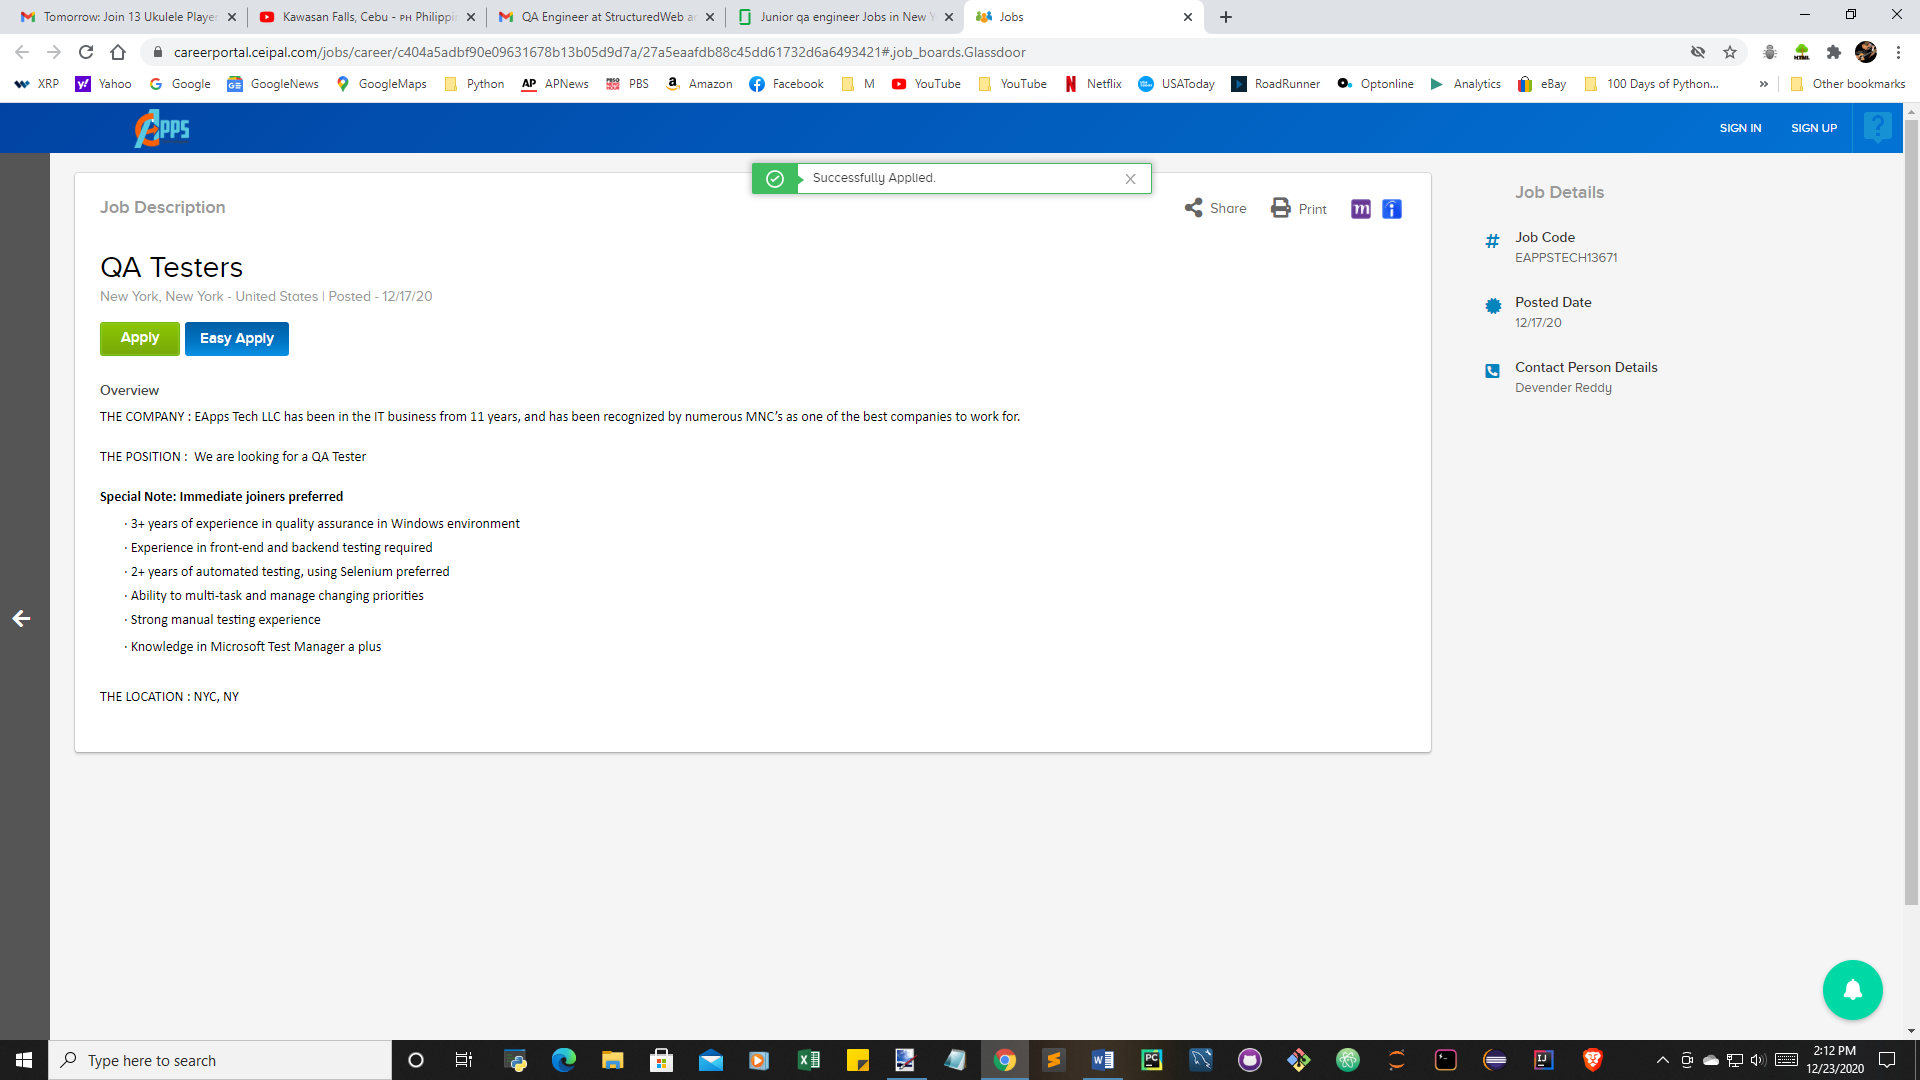 Tomorrow: Join 13 Ukulele Player
Kawasan Falls, Cebu - PH Philippi
QA Engineer at StructuredWeb a
Junior qa engineer Jobs in New Y
Jobs
careerportal.ceipal.com/jobs/career/c404a5adbf90e09631678b13b05d9d7a/27a5eaafdb88c45dd61732d6a6493421#.job_boards.Glassdoor
XRP Yahoo Google GoogleNews GoogleMaps Python AP APNews PBS Amazon Facebook M YouTube YouTube Netflix USAToday RoadRunner Optonline Analytics eBay 100 Days of Python... » Other bookmarks
Apps
SIGN IN
SIGN UP
?
Successfully Applied.
Job Description
Share
Print
m
i
QA Testers
New York, New York - United States | Posted - 12/17/20
Apply
Easy Apply
Overview
THE COMPANY : EApps Tech LLC has been in the IT business from 11 years, and has been recognized by numerous MNC’s as one of the best companies to work for.
THE POSITION :  We are looking for a QA Tester
Special Note: Immediate joiners preferred
· 3+ years of experience in quality assurance in Windows environment
· Experience in front-end and backend testing required
· 2+ years of automated testing, using Selenium preferred
· Ability to multi-task and manage changing priorities
· Strong manual testing experience
· Knowledge in Microsoft Test Manager a plus
THE LOCATION : NYC, NY
Job Details
# Job Code
EAPPSTECH13671
Posted Date
12/17/20
Contact Person Details
Devender Reddy
Type here to search
2:12 PM
12/23/2020